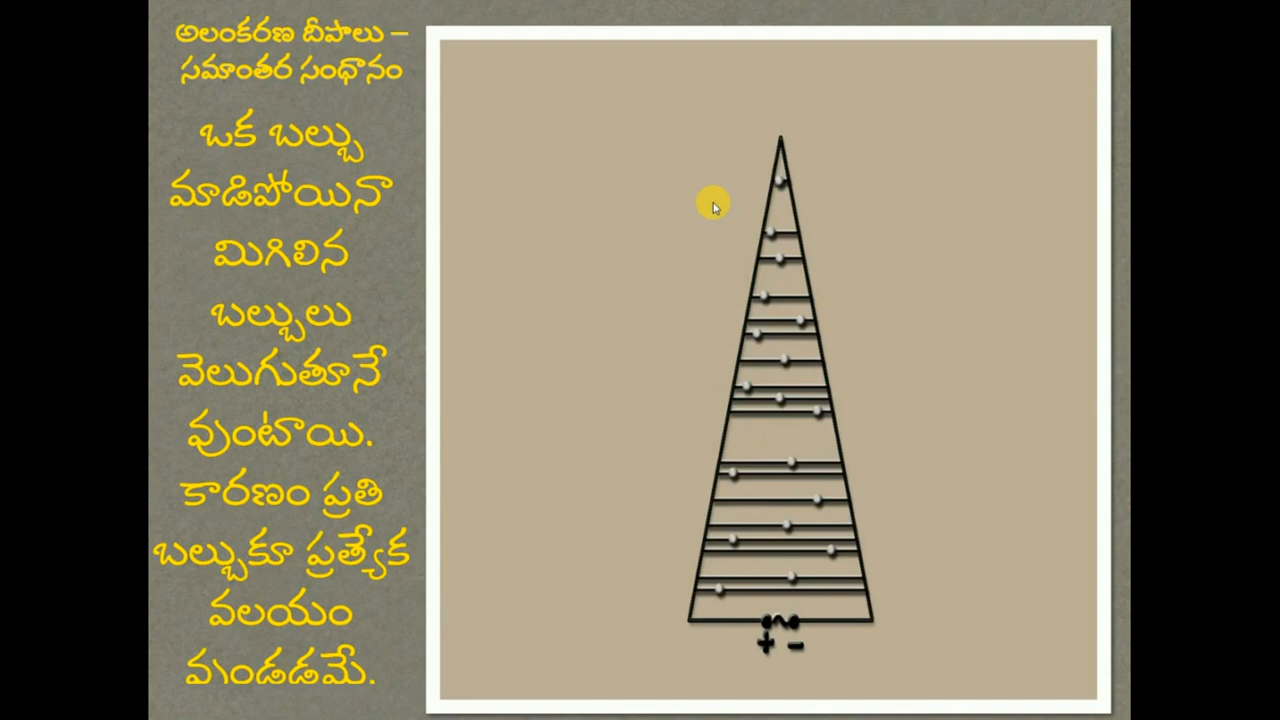 అలంకరణ దీపాలు –
సమాంతర సంధానం
ఒక బల్బు
మాడిపోయినా
మిగిలిన
బల్బులు
వెలుగుతూనే
వుంటాయి.
కారణం ప్రతి
బల్బుకూ ప్రత్యేక
వలయం
వుండడమే.
+ –